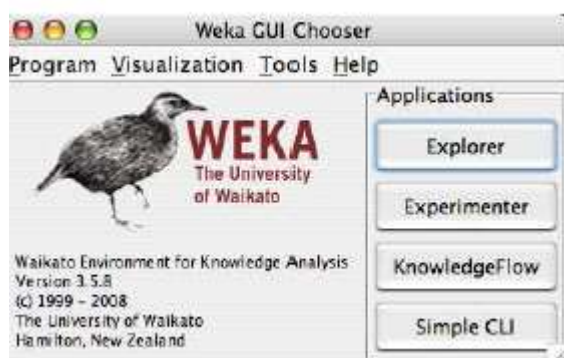 Weka GUI Chooser
Program Visualization Tools Help
WEKA
The University
of Waikato
Waikato Environment for Knowledge Analysis
Version 3.5.8
(c) 1999 - 2008
The University of Waikato
Hamilton, New Zealand
Applications
Explorer
Experimenter
KnowledgeFlow
Simple CLI